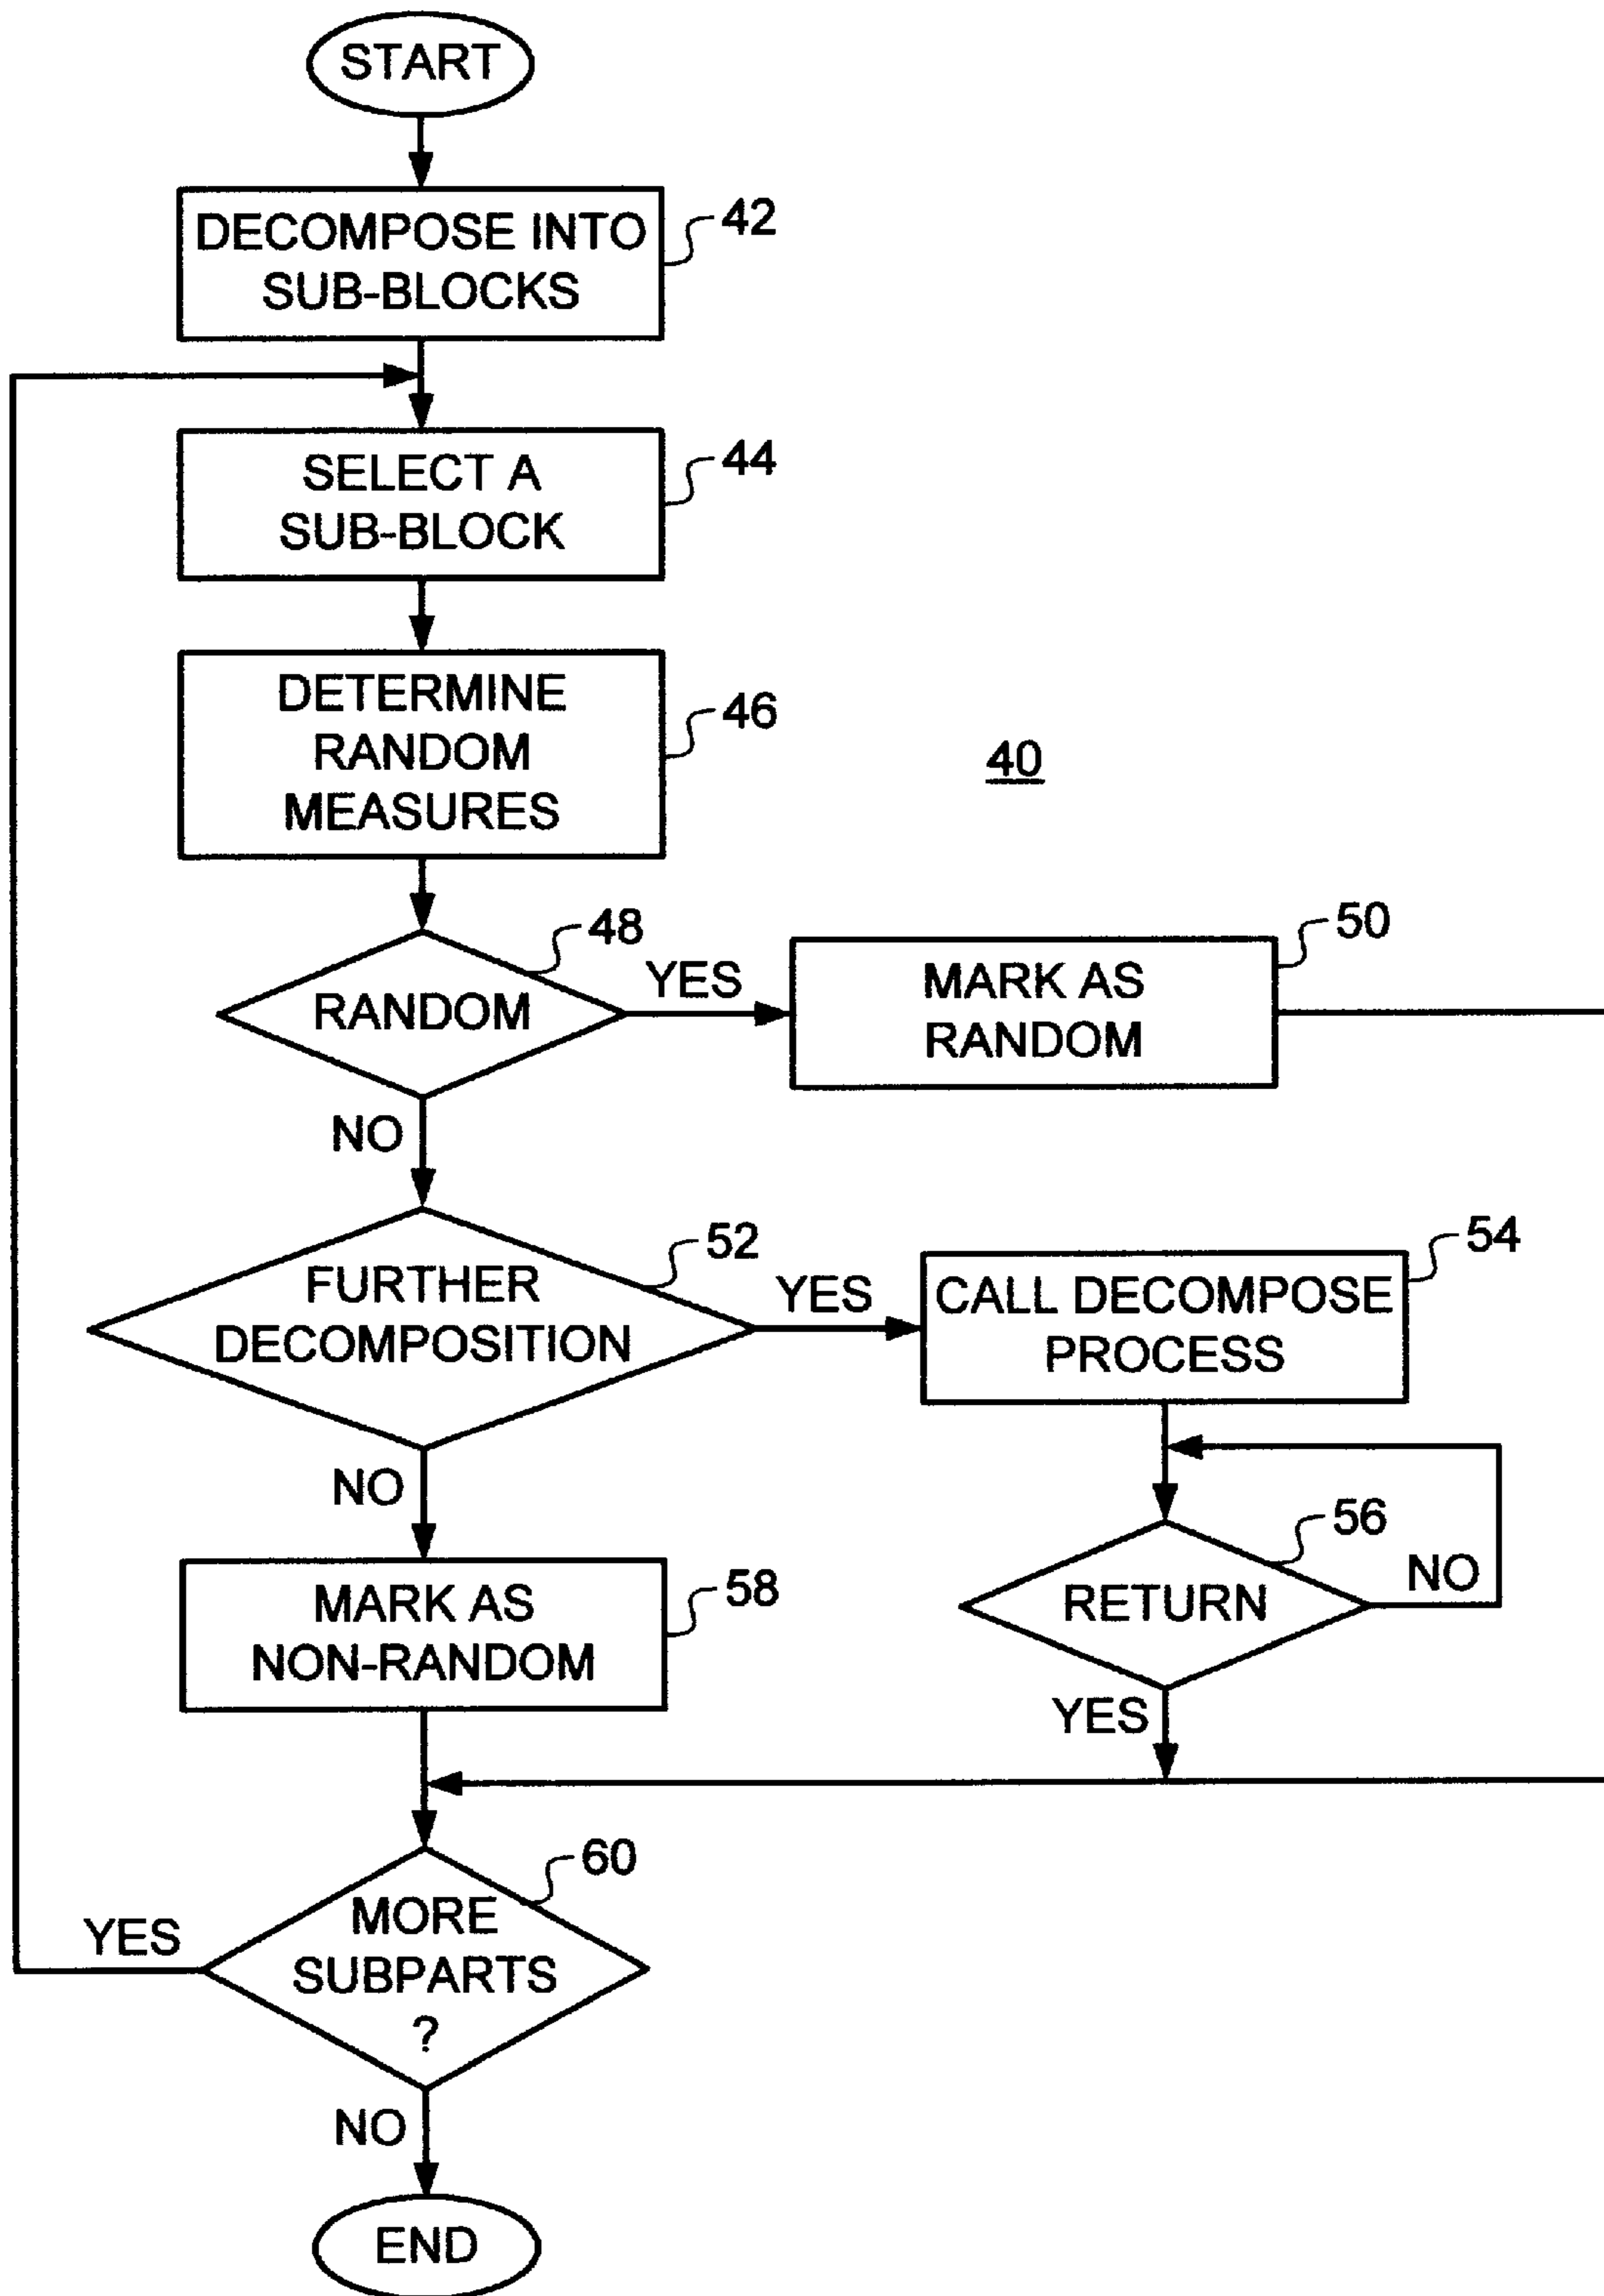 START
DECOMPOSE INTO
SUB-BLOCKS
42
SELECT A
SUB-BLOCK
44
DETERMINE
RANDOM
MEASURES
46
40
RANDOM
48
YES
MARK AS
RANDOM
50
NO
FURTHER
DECOMPOSITION
52
YES
CALL DECOMPOSE
PROCESS
54
NO
MARK AS
NON-RANDOM
58
RETURN
56
NO
YES
MORE
SUBPARTS
?
60
YES
NO
END